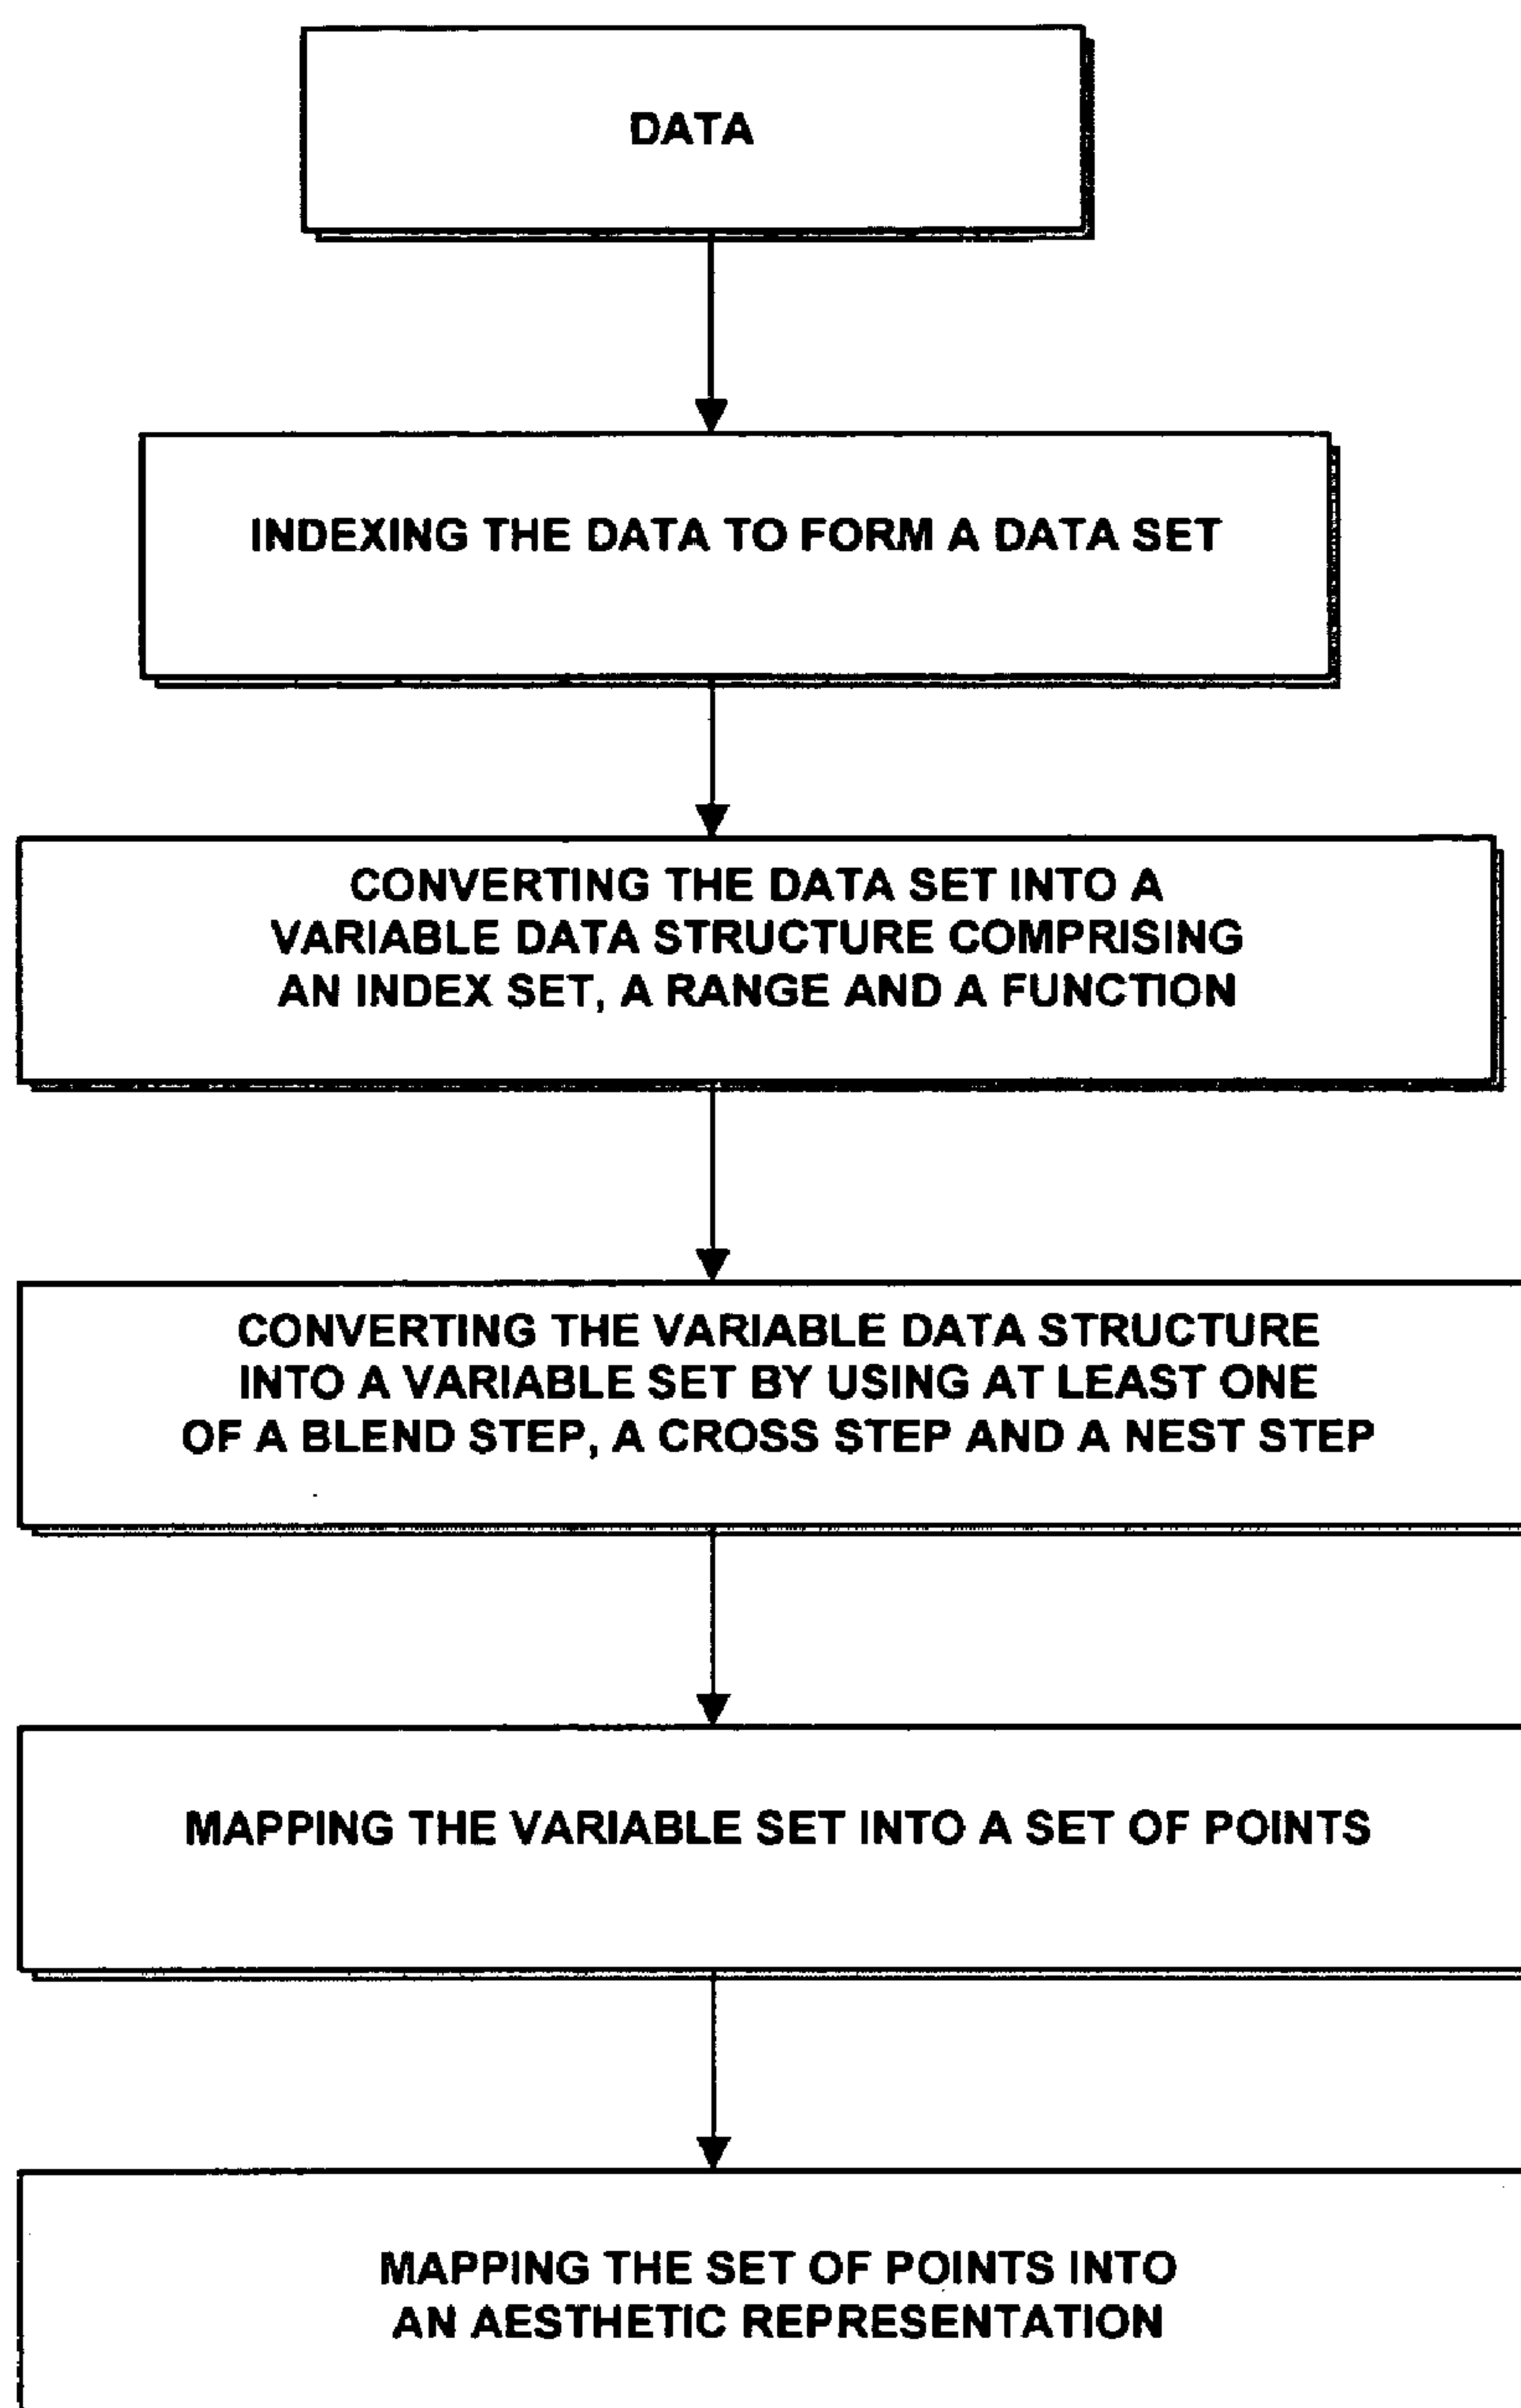 DATA
INDEXING THE DATA TO FORM A DATA SET
CONVERTING THE DATA SET INTO A
VARIABLE DATA STRUCTURE COMPRISING
AN INDEX SET, A RANGE AND A FUNCTION
CONVERTING THE VARIABLE DATA STRUCTURE
INTO A VARIABLE SET BY USING AT LEAST ONE
OF A BLEND STEP, A CROSS STEP AND A NEST STEP
MAPPING THE VARIABLE SET INTO A SET OF POINTS
MAPPING THE SET OF POINTS INTO
AN AESTHETIC REPRESENTATION